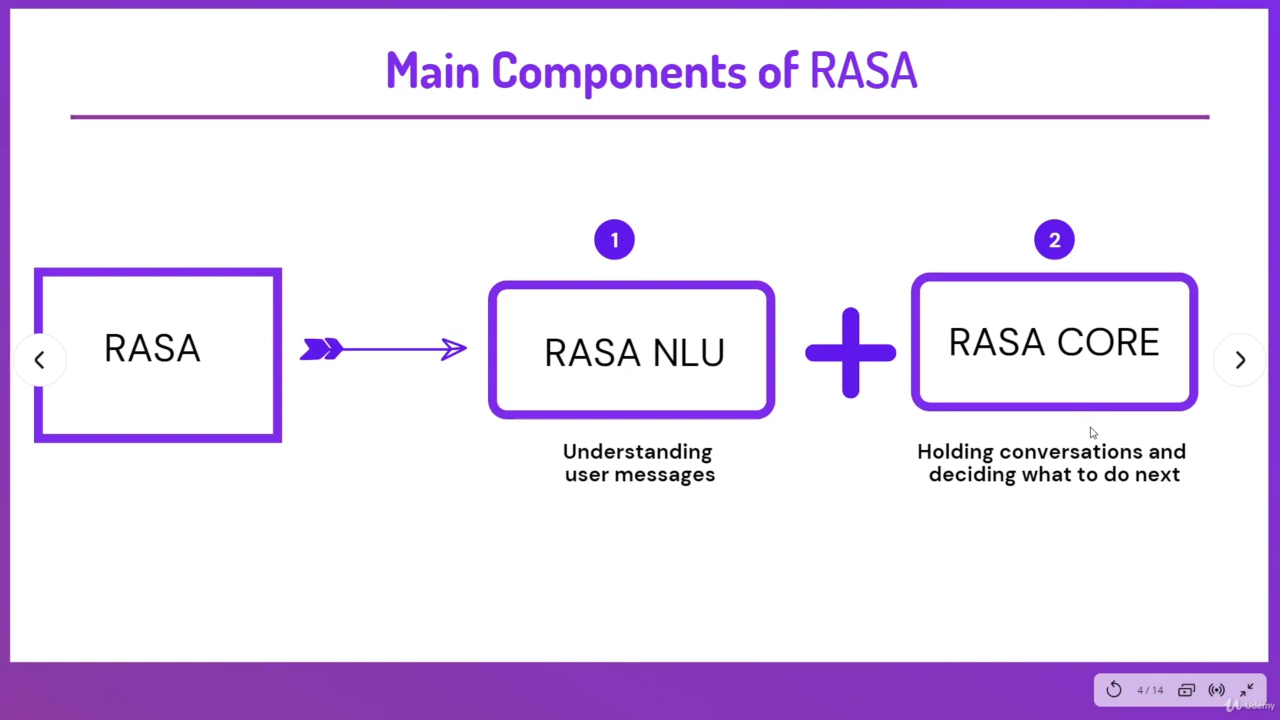 Main Components of RASA
1
2
RASA
RASA NLU
RASA CORE
Understanding
user messages
Holding conversations and
deciding what to do next
4 / 14
Udemy